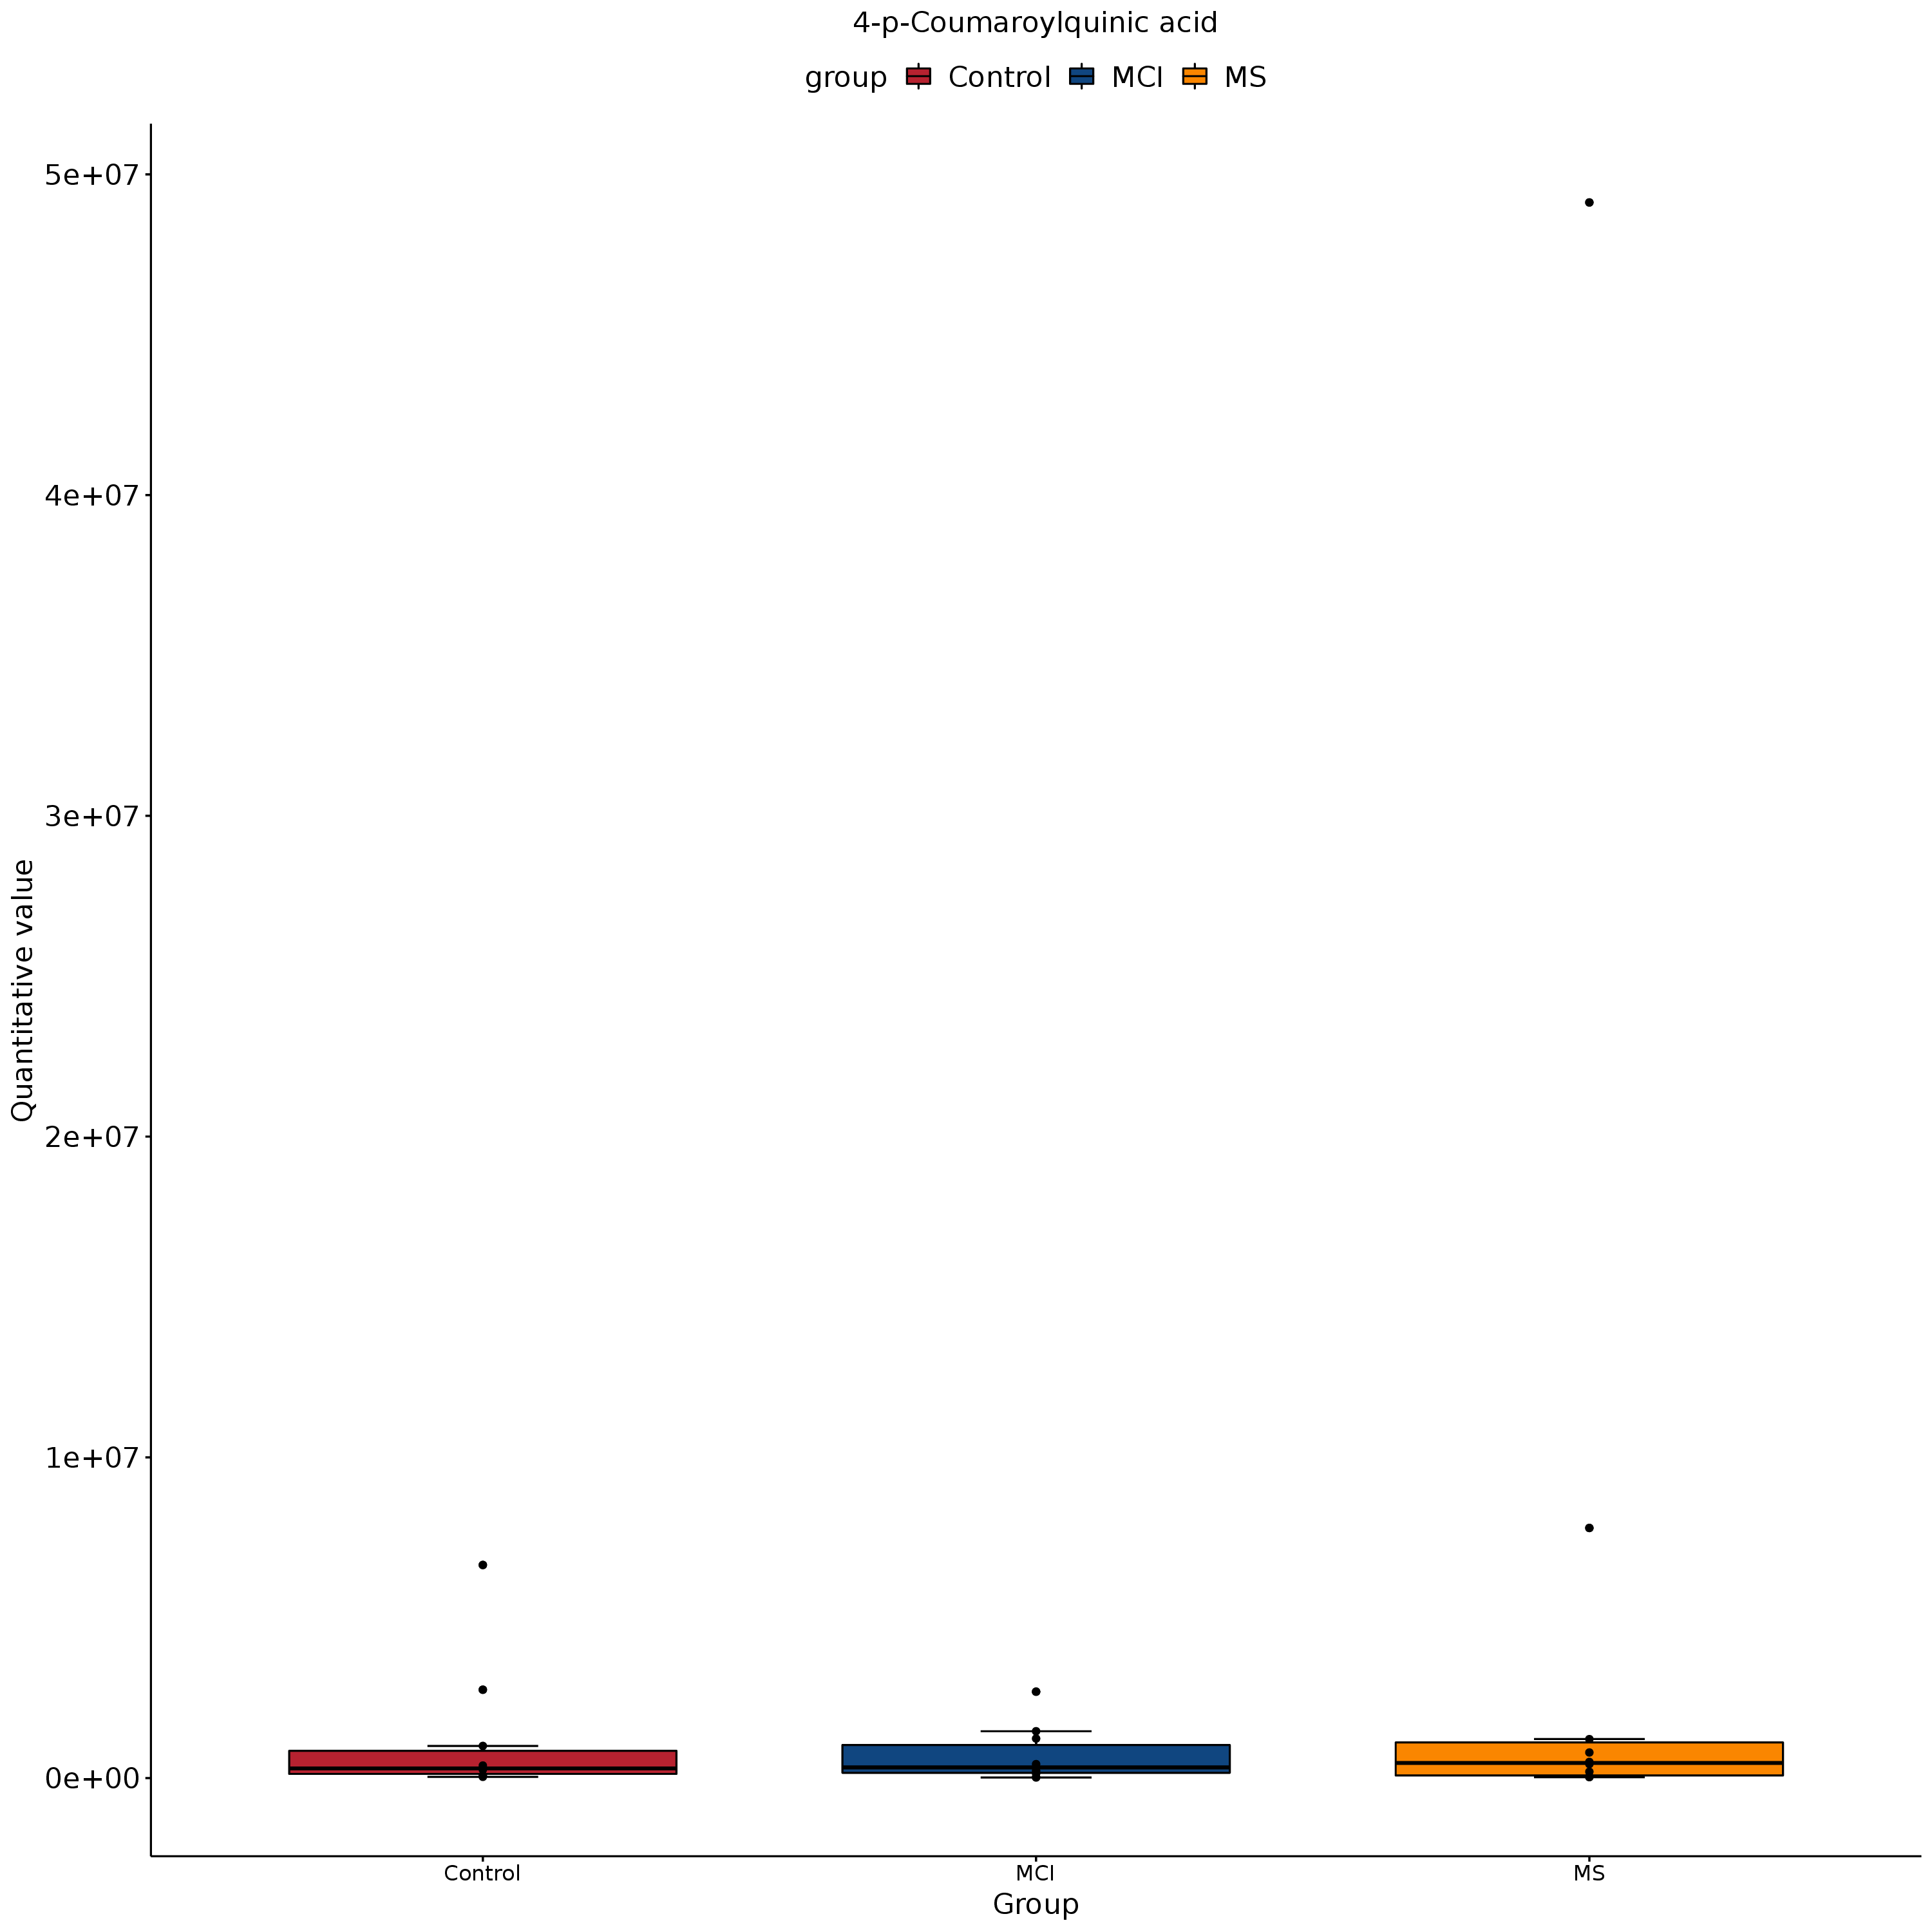 4-p-Coumaroylquinic acid
group Control MCI MS
5e+07
4e+07
3e+07
2e+07
1e+07
0e+00
Quantitative value
Control MCI MS
Group